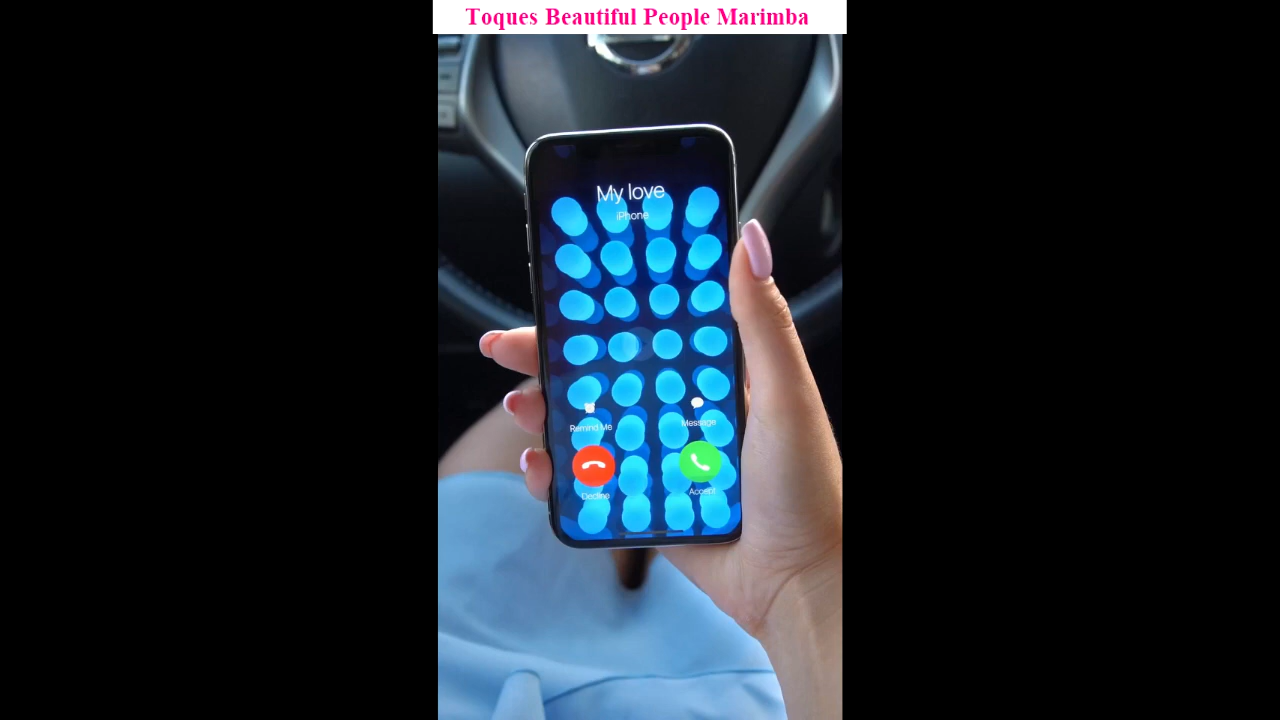 Toques Beautiful People Marimba
My love
iPhone
Remind Me
Message
Decline
Accept